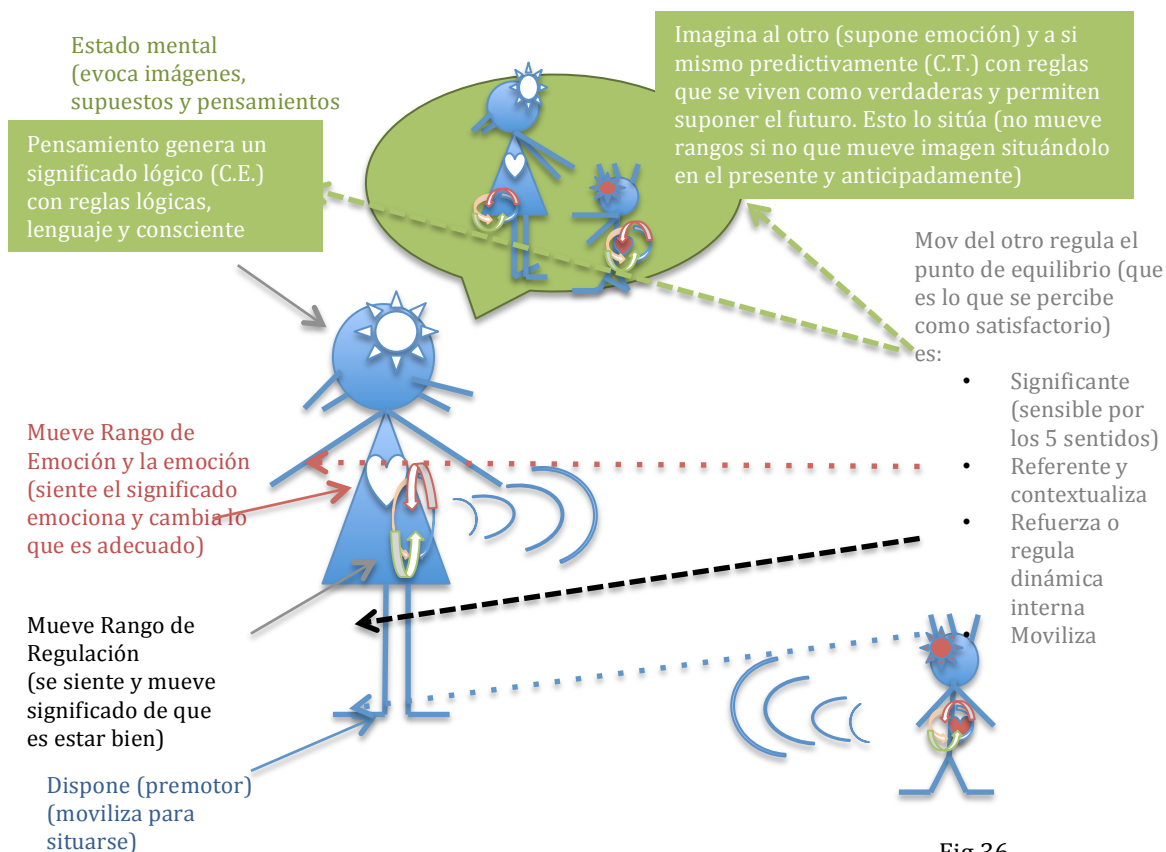 Estado mental
(evoca imágenes,
supuestos y pensamientos
Imagina al otro (supone emoción) y a si
mismo predictivamente (C.T.) con reglas
que se viven como verdaderas y permiten
suponer el futuro. Esto lo sitúa (no mueve
rangos si no que mueve imagen situándolo
en el presente y anticipadamente)
Pensamiento genera un
significado lógico (C.E.)
con reglas lógicas,
lenguaje y consciente
Mov del otro regula el
punto de equilibrio (que
es lo que se percibe
como satisfactorio)
es:
• Significante
(sensible por
los 5 sentidos)
• Referente y
contextualiza
• Refuerza o
regula
dinámica
interna
• Moviliza
Mueve Rango de
Emoción y la emoción
(siente el significado
emociona y cambia lo
que es adecuado)
Mueve Rango de
Regulación
(se siente y mueve
significado de que
es estar bien)
Dispone (premotor)
(moviliza para
situarse)
Fig 36